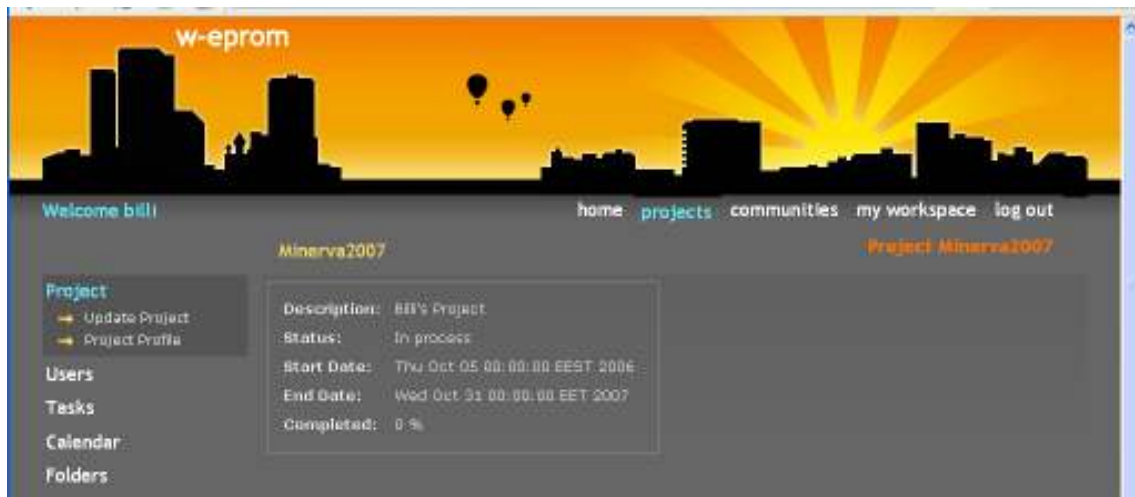 w-eprom
Welcome billi
home projects communities my workspace log out
Minerva2007
Project Minerva2007
Project
Update Project
Project Profile
Users
Tasks
Calendar
Folders
Description: Bill's Project
Status: In process
Start Date: Thu Oct 05 00:00:00 EEST 2006
End Date: Wed Oct 31 00:00:00 EET 2007
Completed: 0 %